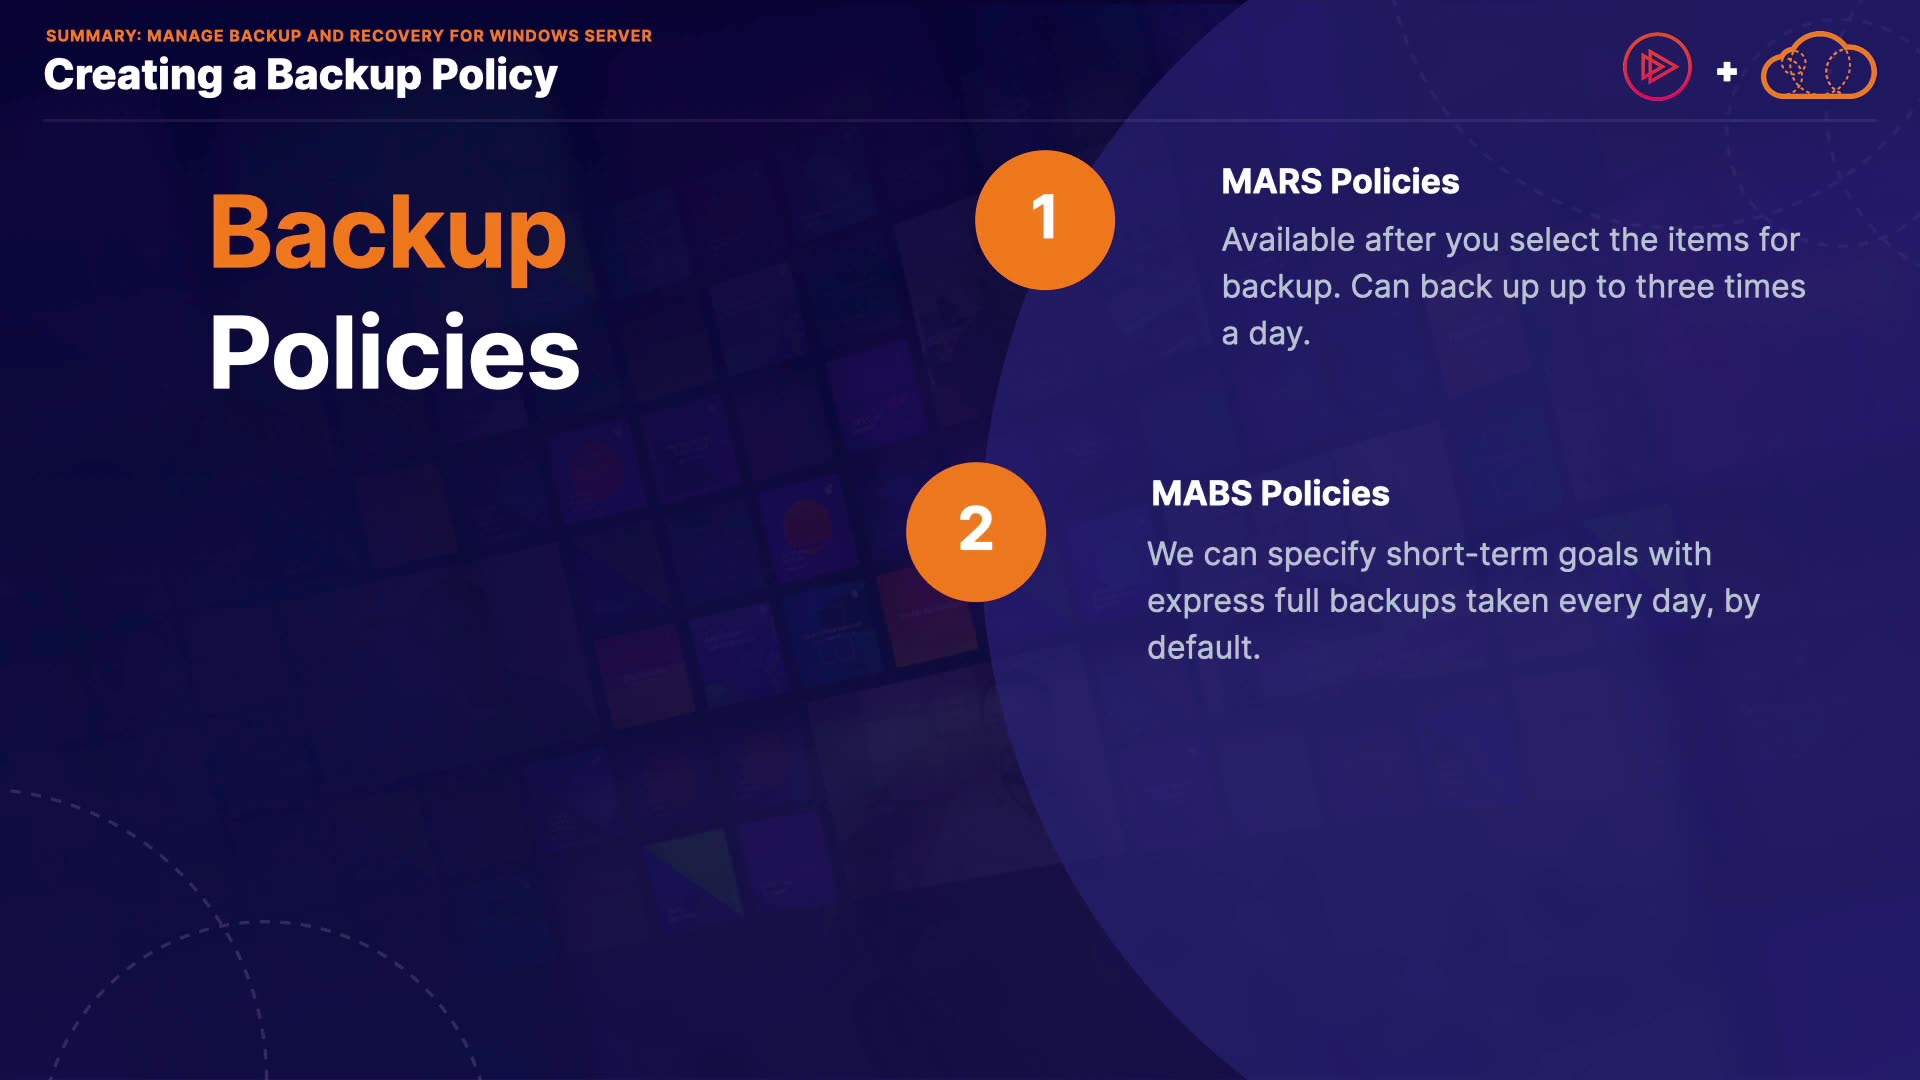 SUMMARY: MANAGE BACKUP AND RECOVERY FOR WINDOWS SERVER
Creating a Backup Policy
+
Backup
Policies
1
MARS Policies
Available after you select the items for
backup. Can back up up to three times
a day.
2
MABS Policies
We can specify short-term goals with
express full backups taken every day, by
default.